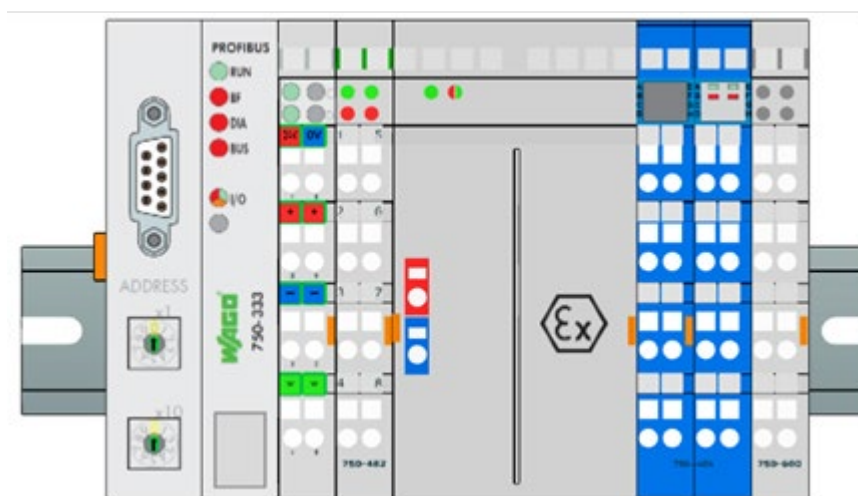 PROFIBUS
RUN
BF
DIA
BUS
I/O
ADDRESS
x1
x10
WAGO
750-333
24V 0V
+ +
1 5
2 6
3 7
4 8
Ex
750-482
750-600